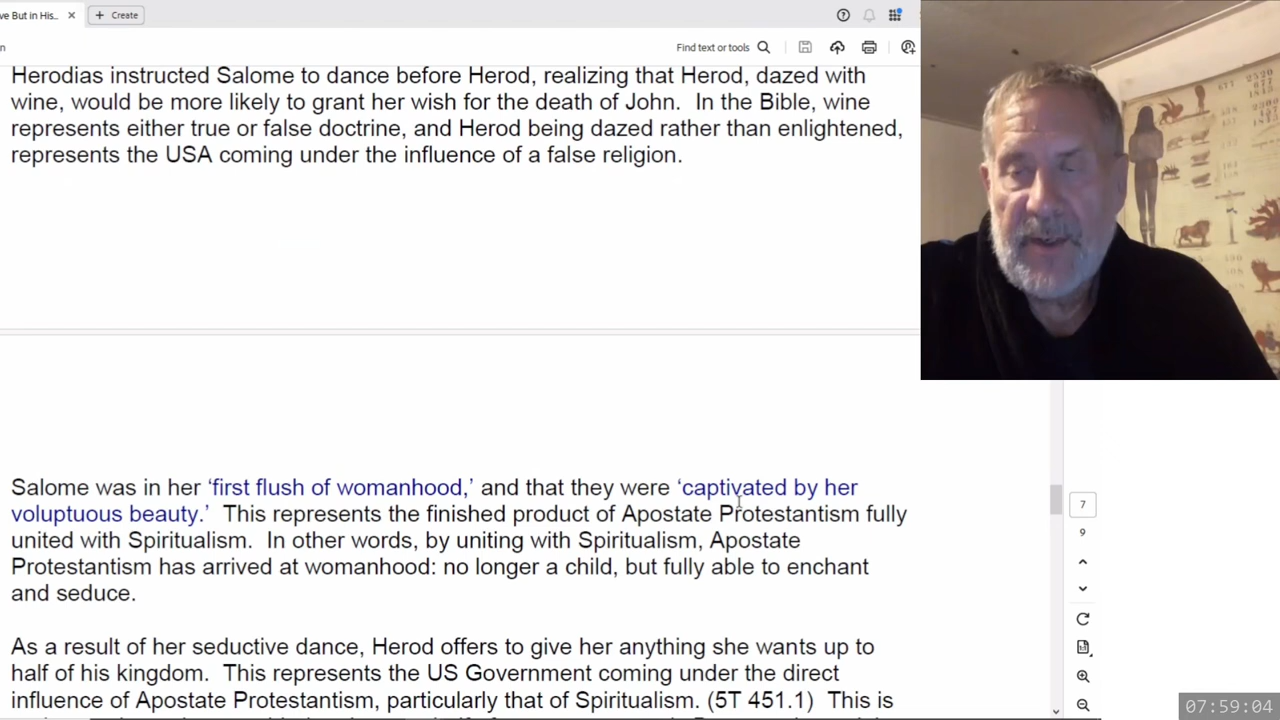 ve But in His..
Create
n
Find text or tools
Herodias instructed Salome to dance before Herod, realizing that Herod, dazed with
wine, would be more likely to grant her wish for the death of John. In the Bible, wine
represents either true or false doctrine, and Herod being dazed rather than enlightened,
represents the USA coming under the influence of a false religion.
Salome was in her ‘first flush of womanhood,’ and that they were ‘captivated by her
voluptuous beauty.’ This represents the finished product of Apostate Protestantism fully
united with Spiritualism. In other words, by uniting with Spiritualism, Apostate
Protestantism has arrived at womanhood: no longer a child, but fully able to enchant
and seduce.
As a result of her seductive dance, Herod offers to give her anything she wants up to
half of his kingdom. This represents the US Government coming under the direct
influence of Apostate Protestantism, particularly that of Spiritualism. (5T 451.1) This is
7
9
677
2520
07:59:04